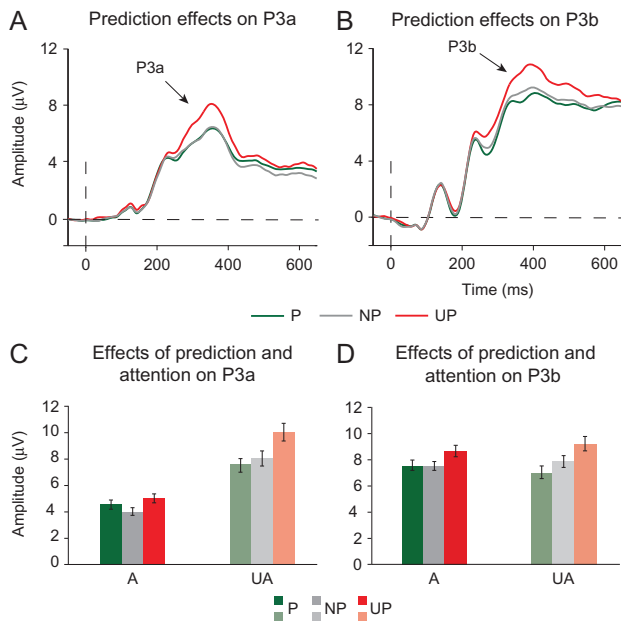 A
Prediction effects on P3a
B
Prediction effects on P3b
12
8
4
0
Amplitude (μV)
P3a
0
200
400
600
12
8
4
0
P3b
0
200
400
600
Time (ms)
P
NP
UP
C
Effects of prediction and
attention on P3a
D
Effects of prediction and
attention on P3b
Amplitude (μV)
12
10
8
6
4
2
0
A
UA
12
10
8
6
4
2
0
A
UA
P
NP
UP